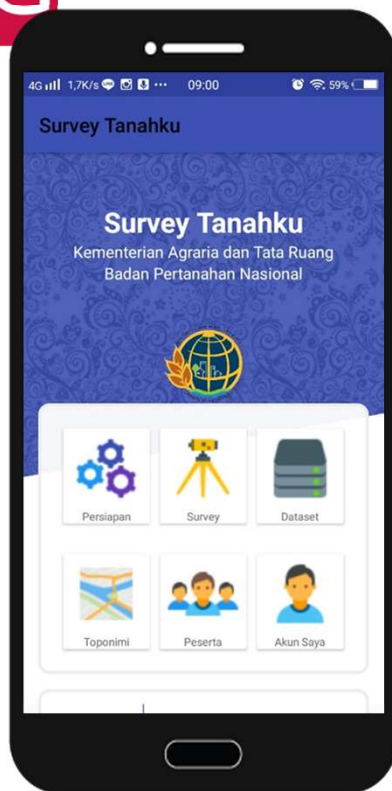 4G 1,7K/s ... 09:00 59%
Survey Tanahku
Survey Tanahku
Kementerian Agraria dan Tata Ruang
Badan Pertanahan Nasional
Persiapan Survey Dataset
Toponimi Peserta Akun Saya